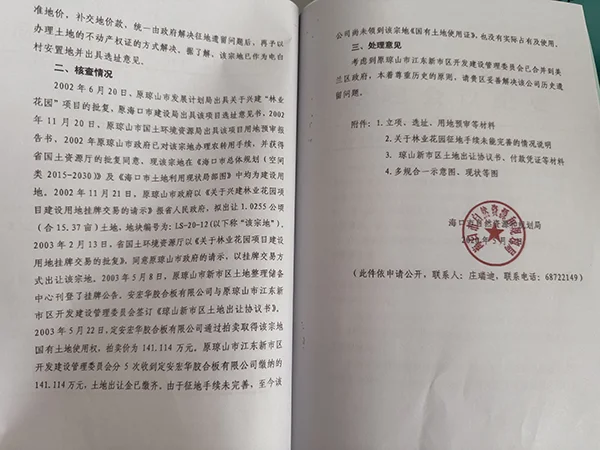 准地价，补交地价款，统一由政府解决征地遗留问题后，再予以
办理土地的不动产权证的方式解决。据了解，该宗地已作为电白
村安置地并出具选址意见。
二、核查情况
2002年6月20日，原琼山市发展计划局出具关于兴建“林业
花园”项目的批复，原海口市建设局出具该项目选址意见书，2002
年11月20日，原琼山市国土环境资源局出具该项目用地预审报
告书。2002年原琼山市政府已对该宗地办理农转用手续，并获得
省国土资源厅的批复同意。现该宗地在《海口市总体规划（空间
类2015-2030）》及《海口市土地利用现状局部图》中均为建设用
地。2002年11月21日，原琼山市政府以《关于兴建林业花园项
目建设用地挂牌交易的请示》报省人民政府，拟出让1.0255公顷
（合15.37亩）土地，地块编号为：LS-20-12(以下称“该宗地”）。
2003年2月13日，省国土环境资源厅以《关于林业花园项目建设
用地挂牌交易的批复》，同意原琼山市政府的请示，以挂牌交易
方式出让该宗地。2003年5月8日，原琼山市新市区土地整理储备
中心刊登了挂牌公告。安宏华胶合板有限公司与原琼山市江东新
市区开发建设管理委员会签订《琼山新市区土地出让协议书》。
2003年5月22日，定安宏华胶合板有限公司通过拍卖取得该宗地
国有土地使用权，拍卖价为141.114万元。原琼山市江东新市区
开发建设管理委员会分5次收到定安宏华胶合板有限公司缴纳的
141.114万元，土地出让金已缴齐。由于征地手续未完善，至今该
公司尚未领到该宗地《国有土地使用证》，也没有实际占有及使用。
三、处理意见
考虑到原琼山市江东新市区开发建设管理委员会已合并到美
兰区政府，本着尊重历史的原则，请贵区妥善解决该公司历史遗
留问题。
附件：1.立项、选址、用地预审等材料
2.关于林业花园征地手续未能完善的情况说明
3. 琼山新市区土地出让协议书、付款凭证等材料
4.多规合一示意图、现状等图
海口市自然资源和规划局
（此件依申请公开，联系人：庄瑞迪，联系电话：68722149）